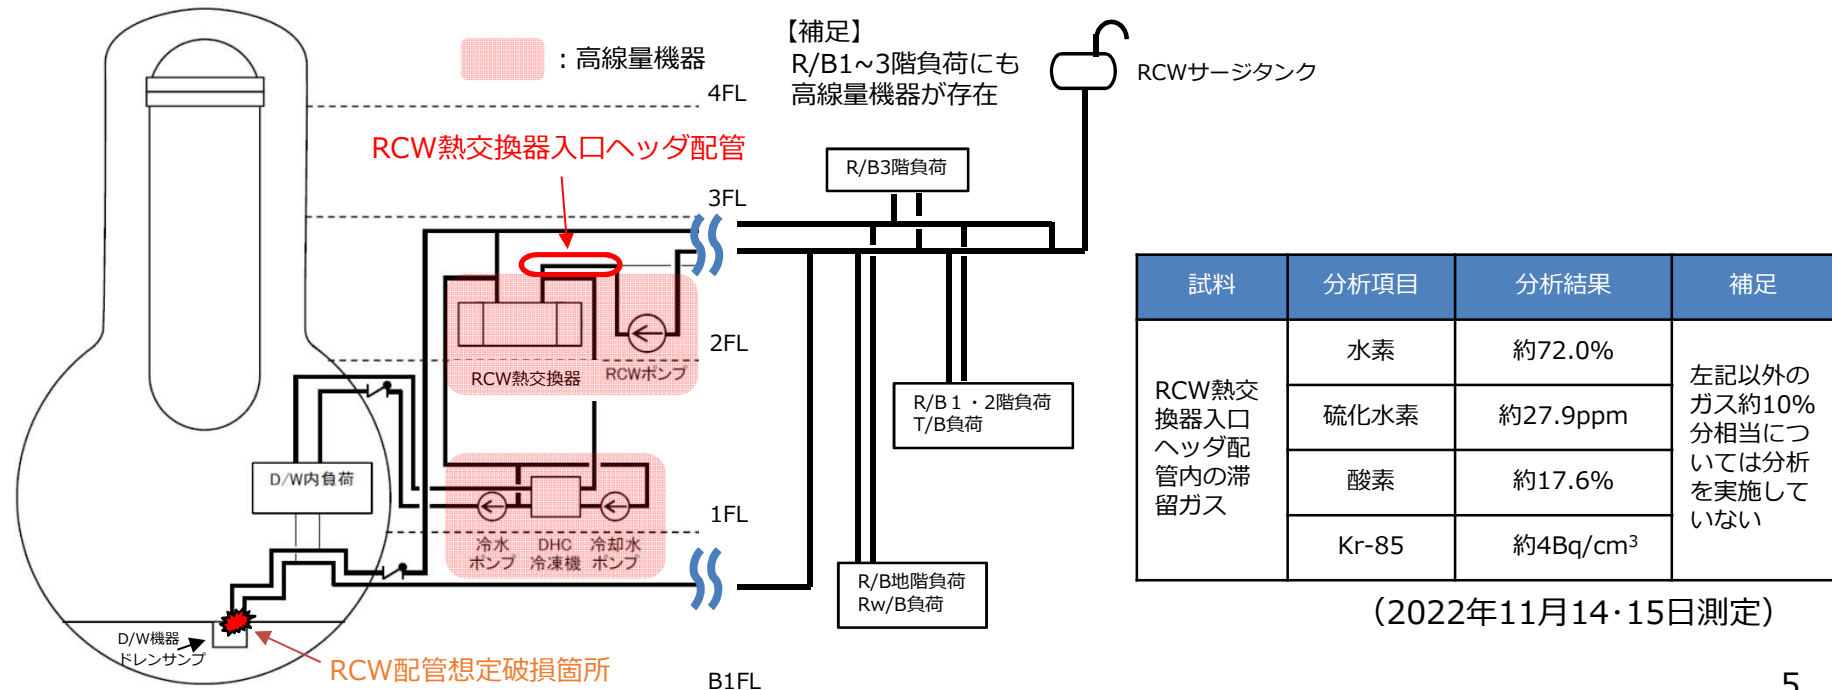 ：高線量機器
【補足】
R/B1~3階負荷にも
高線量機器が存在
RCWサージタンク
4FL
RCW熱交換器入口ヘッダ配管
R/B3階負荷
3FL
2FL
RCW熱交換器
RCWポンプ
R/B１・2階負荷
T/B負荷
D/W内負荷
1FL
冷水
ポンプ
DHC
冷凍機
冷却水
ポンプ
R/B地階負荷
Rw/B負荷
D/W機器
ドレンサンプ
RCW配管想定破損箇所
B1FL
試料
分析項目
分析結果
補足
RCW熱交
換器入口
ヘッダ配
管内の滞
留ガス
水素
約72.0%
硫化水素
約27.9ppm
酸素
約17.6%
Kr-85
約4Bq/cm³
左記以外の
ガス約10%
分相当につ
いては分析
を実施して
いない
（2022年11月14･15日測定）
5